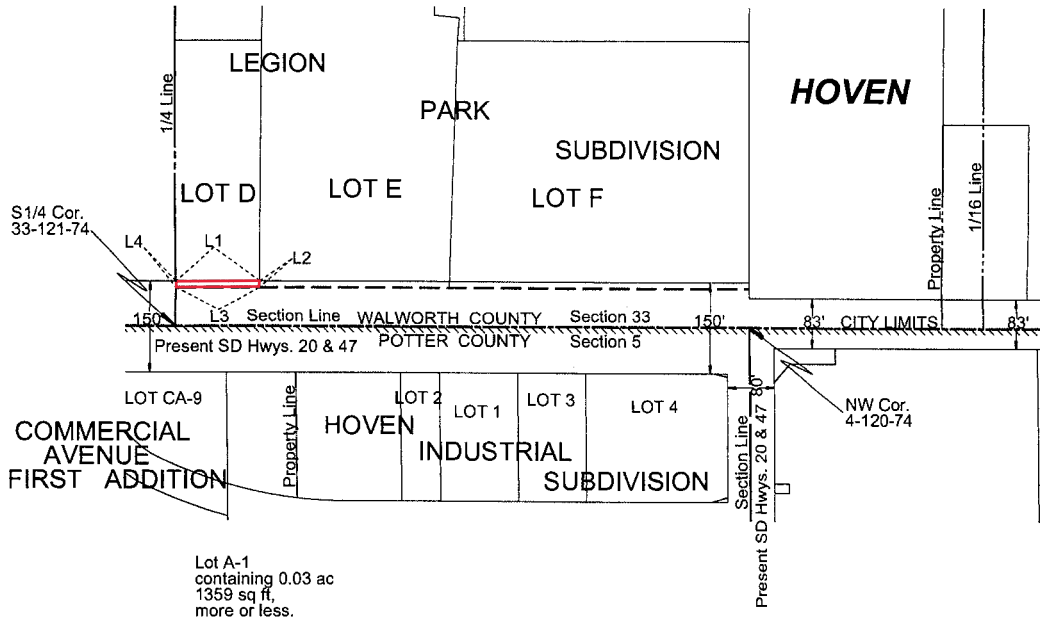 LEGION
HOVEN
1/4 Line
PARK
SUBDIVISION
LOT D
LOT E
LOT F
Property Line
1/16 Line
S1/4 Cor.
33-121-74
L4
L1
L2
L3
150'
Section Line
WALWORTH COUNTY
Section 33
150'
83'
CITY LIMITS
83'
Present SD Hwys. 20 & 47
POTTER COUNTY
Section 5
LOT CA-9
Property Line
HOVEN
LOT 2
LOT 1
LOT 3
LOT 4
80'
NW Cor.
4-120-74
COMMERCIAL
AVENUE
FIRST ADDITION
INDUSTRIAL
SUBDIVISION
Section Line
Present SD Hwys. 20 & 47
Lot A-1
containing 0.03 ac
1359 sq ft,
more or less.